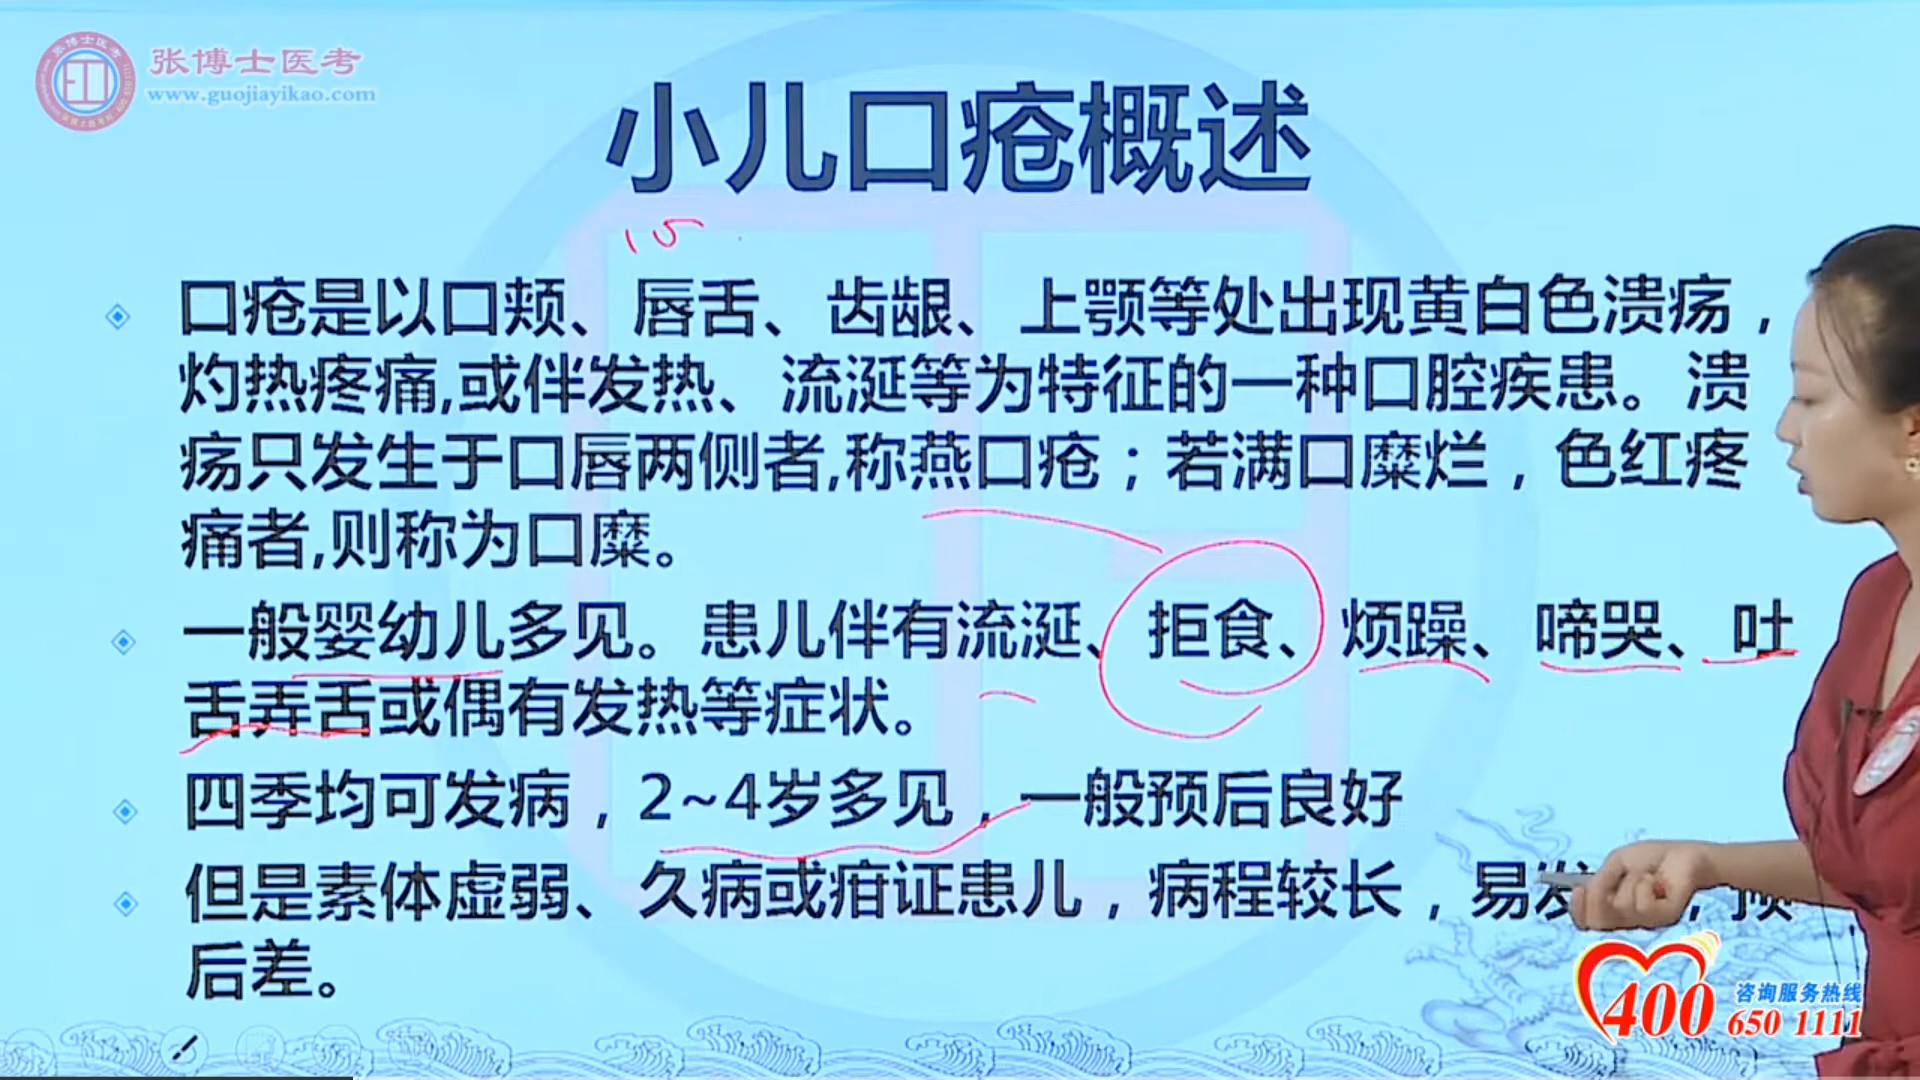 张博士医考
www.guojiayikao.com
小儿口疮概述
口疮是以口颊、唇舌、齿龈、上颚等处出现黄白色溃疡，
灼热疼痛,或伴发热、流涎等为特征的一种口腔疾患。溃
疡只发生于口唇两侧者,称燕口疮；若满口糜烂，色红疼
痛者,则称为口糜。
一般婴幼儿多见。患儿伴有流涎、拒食、烦躁、啼哭、吐
舌弄舌或偶有发热等症状。
四季均可发病，2~4岁多见，一般预后良好
但是素体虚弱、久病或疳证患儿，病程较长，易发，预
后差。
400 咨询服务热线
650 1111